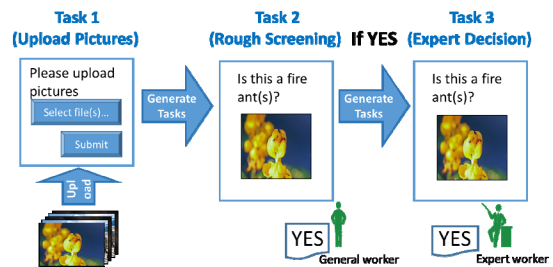 Task 1
(Upload Pictures)
Please upload
pictures
Select file(s)...
Submit
Upl
oad
Generate
Tasks
Task 2
(Rough Screening)
Is this a fire
ant(s)?
YES
General worker
If YES
Generate
Tasks
Task 3
(Expert Decision)
Is this a fire
ant(s)?
YES
Expert worker